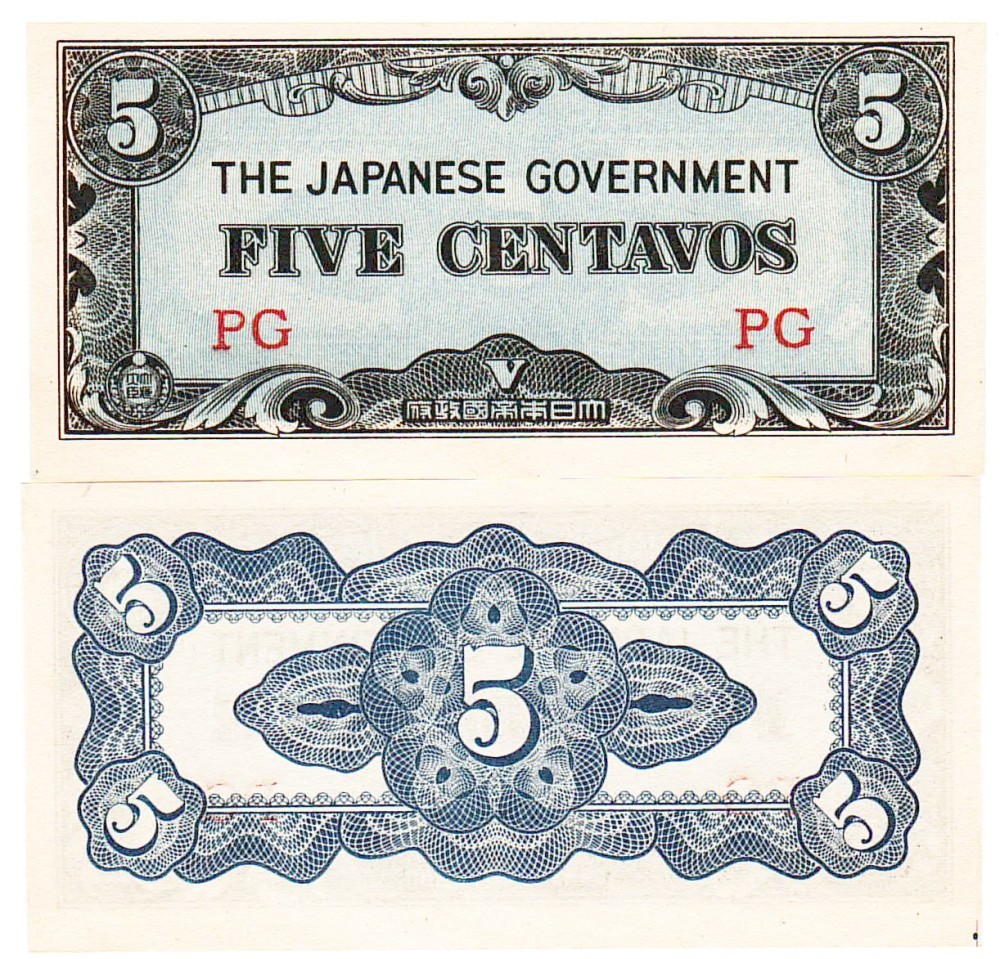 5 5
THE JAPANESE GOVERNMENT
FIVE CENTAVOS
PG PG
V
大日本帝國政府
5 5
5
5 5